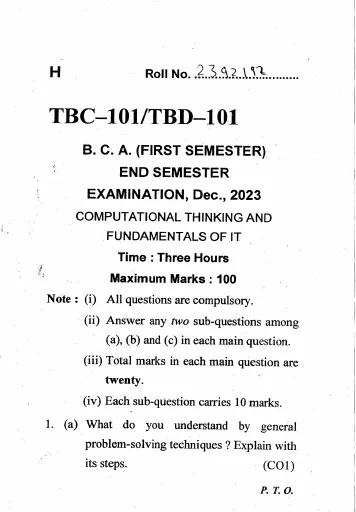 H Roll No. 2392192
TBC–101/TBD–101
B. C. A. (FIRST SEMESTER)
END SEMESTER
EXAMINATION, Dec., 2023
COMPUTATIONAL THINKING AND
FUNDAMENTALS OF IT
Time : Three Hours
Maximum Marks : 100
Note : (i) All questions are compulsory.
(ii) Answer any two sub-questions among
(a), (b) and (c) in each main question.
(iii) Total marks in each main question are
twenty.
(iv) Each sub-question carries 10 marks.
1. (a) What do you understand by general
problem-solving techniques ? Explain with
its steps. (CO1)
P. T. O.